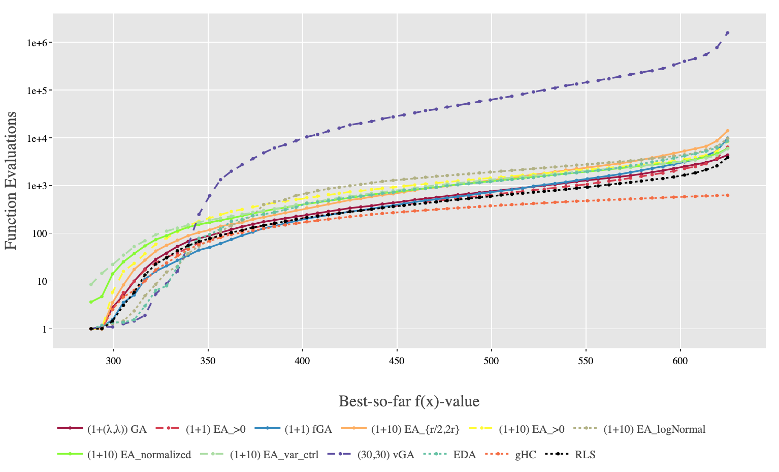 1e+6
1e+5
1e+4
1e+3
100
10
1
Function Evaluations
300 350 400 450 500 550 600
Best-so-far f(x)-value
(1+(λ,λ)) GA (1+1) EA_>0 (1+1) fGA (1+10) EA_{r/2,2r} (1+10) EA_>0 (1+10) EA_logNormal
(1+10) EA_normalized (1+10) EA_var_ctrl (30,30) vGA EDA gHC RLS